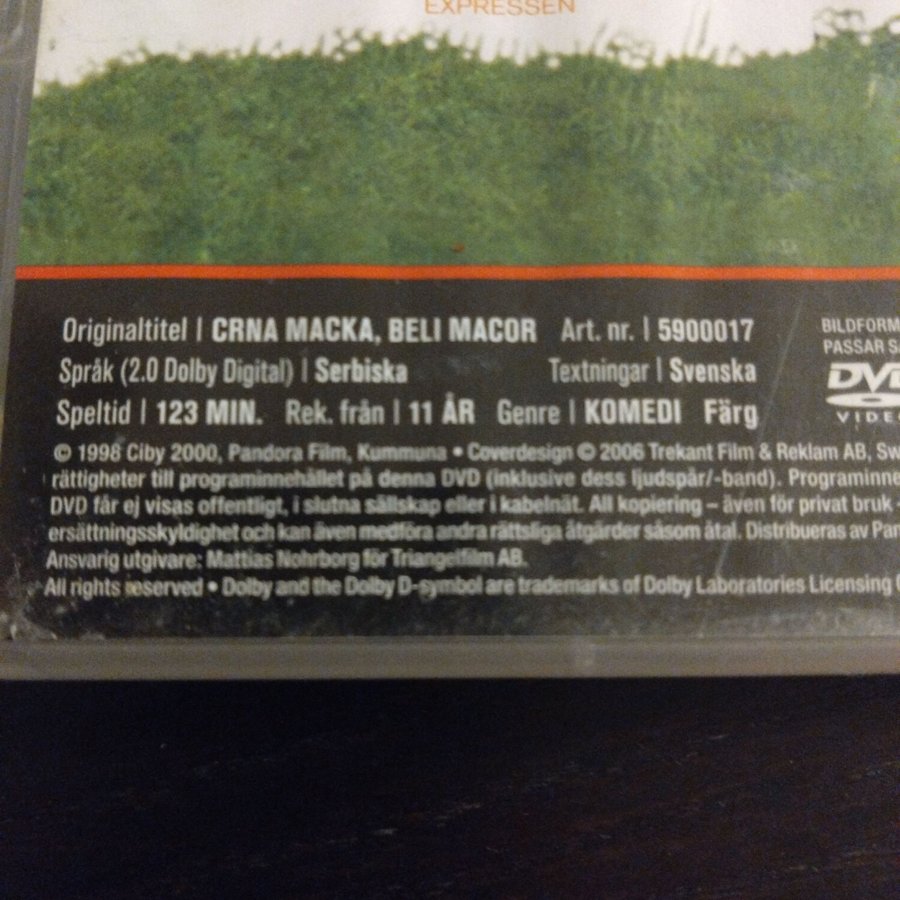 EXPRESSEN
Originaltitel | CRNA MACKA, BELI MACOR Art. nr. | 5900017
Språk (2.0 Dolby Digital) | Serbiska Textningar | Svenska
Speltid | 123 MIN. Rek. från | 11 ÅR Genre | KOMEDI Färg
BILDFORM
PASSAR S
DVD
VIDEO
© 1998 Ciby 2000, Pandora Film, Kummuna • Coverdesign © 2006 Trekant Film & Reklam AB, Sw
rättigheter till programinnehållet på denna DVD (inklusive dess ljudspår/-band). Programinne
DVD får ej visas offentligt, i slutna sällskap eller i kabelnät. All kopiering – även för privat bruk -
ersättningsskyldighet och kan även medföra andra rättsliga åtgärder såsom åtal. Distribueras av Pan
Ansvarig utgivare: Mattias Nohrborg för Triangelfilm AB.
All rights reserved • Dolby and the Dolby D-symbol are trademarks of Dolby Laboratories Licensing